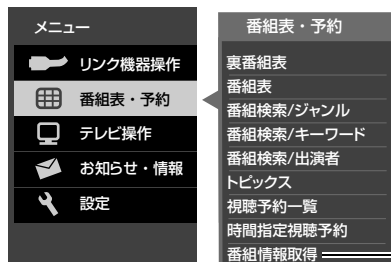 メニュー
リンク機器操作
番組表・予約
テレビ操作
お知らせ・情報
設定
番組表・予約
裏番組表
番組表
番組検索/ジャンル
番組検索/キーワード
番組検索/出演者
トピックス
視聴予約一覧
時間指定視聴予約
番組情報取得